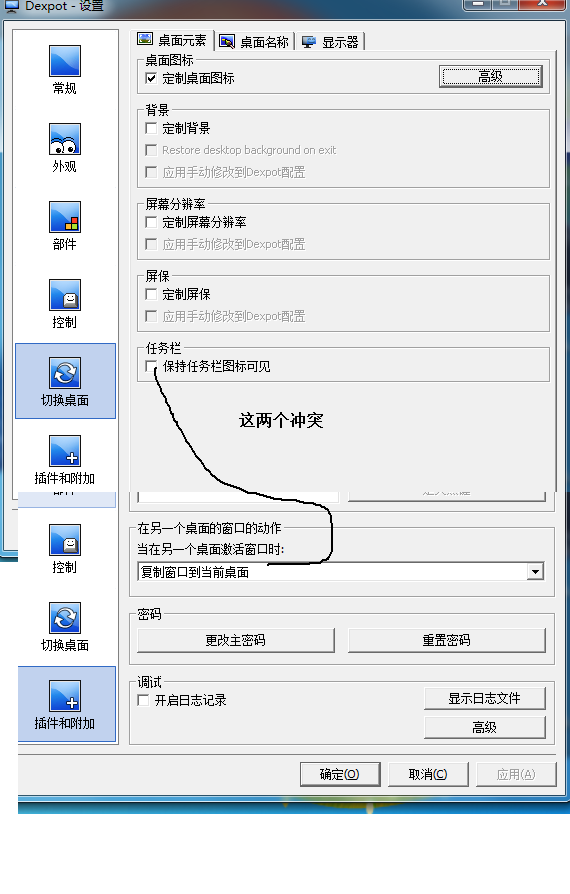 Dexpot - 设置
常规
外观
部件
控制
切换桌面
插件和附加
桌面元素
桌面名称
显示器
桌面图标
定制桌面图标
高级
背景
定制背景
Restore desktop background on exit
应用手动修改到Dexpot配置
屏幕分辨率
定制屏幕分辨率
应用手动修改到Dexpot配置
屏保
定制屏保
应用手动修改到Dexpot配置
任务栏
保持任务栏图标可见
这两个冲突
控制
切换桌面
插件和附加
在另一个桌面的窗口的动作
当在另一个桌面激活窗口时:
复制窗口到当前桌面
密码
更改主密码
重置密码
调试
开启日志记录
显示日志文件
高级
确定(O)
取消(C)
应用(A)